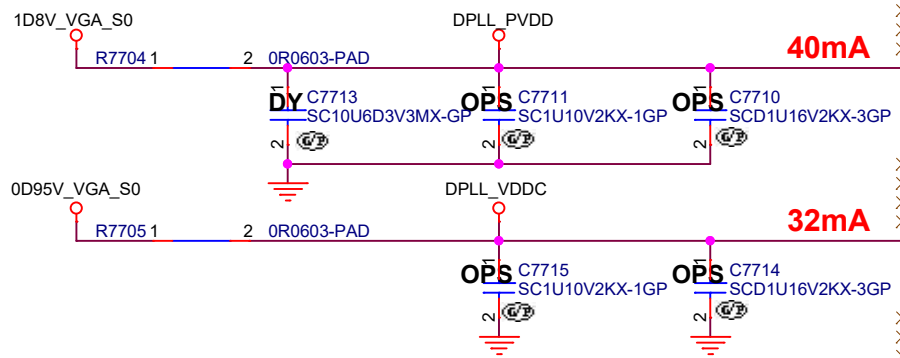 1D8V_VGA_S0
DPLL_PVDD
R7704 1 2 0R0603-PAD
40mA
DY 1 C7713
SC10U6D3V3MX-GP
2 G/P
OPS 1 C7711
SC1U10V2KX-1GP
2 G/P
OPS 1 C7710
SCD1U16V2KX-3GP
2 G/P
0D95V_VGA_S0
DPLL_VDDC
R7705 1 2 0R0603-PAD
32mA
OPS 1 C7715
SC1U10V2KX-1GP
2 G/P
OPS 1 C7714
SCD1U16V2KX-3GP
2 G/P